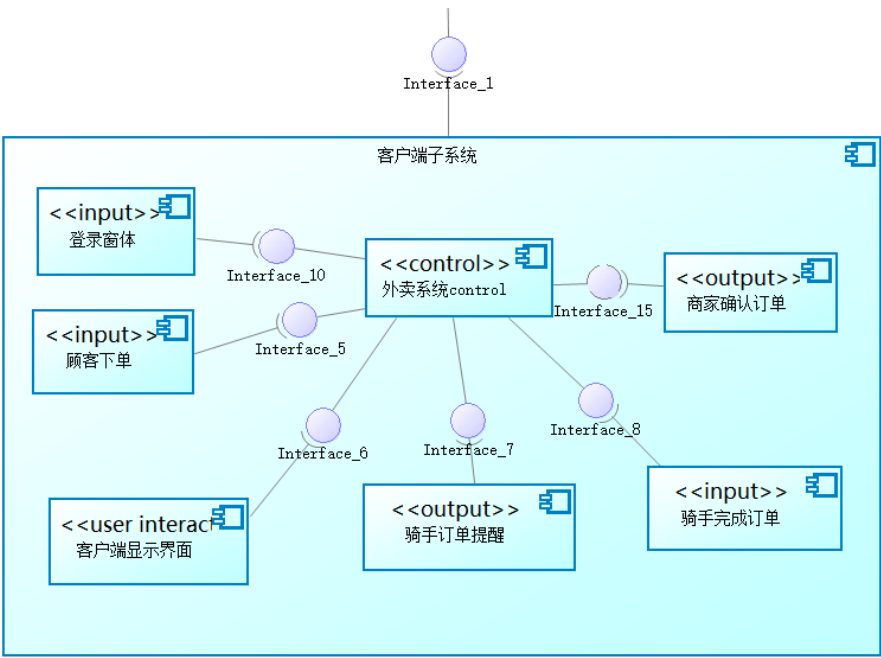 Interface_1
客户端子系统
<<input>>
登录窗体
Interface_10
<<control>>
外卖系统control
Interface_15
<<output>>
商家确认订单
<<input>>
顾客下单
Interface_5
Interface_6
Interface_7
Interface_8
<<user interact
客户端显示界面
<<output>>
骑手订单提醒
<<input>>
骑手完成订单